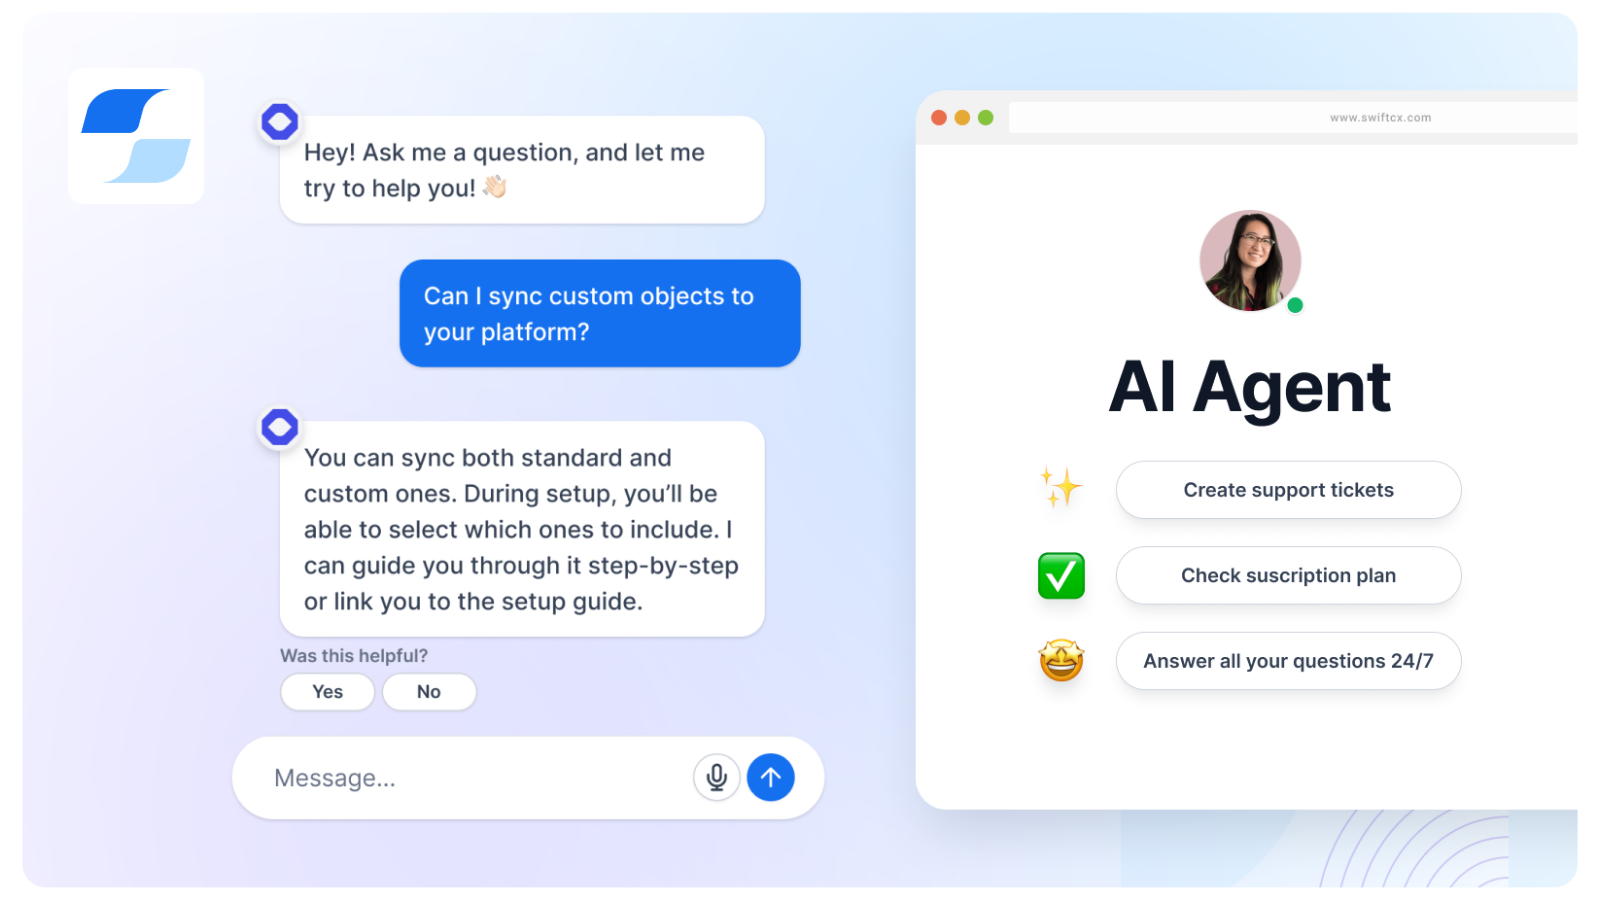 Hey! Ask me a question, and let me
try to help you! 👋🏻
Can I sync custom objects to
your platform?
You can sync both standard and
custom ones. During setup, you’ll be
able to select which ones to include. I
can guide you through it step-by-step
or link you to the setup guide.
Was this helpful?
Yes
No
Message...
www.swiftcx.com
AI Agent
Create support tickets
Check suscription plan
Answer all your questions 24/7